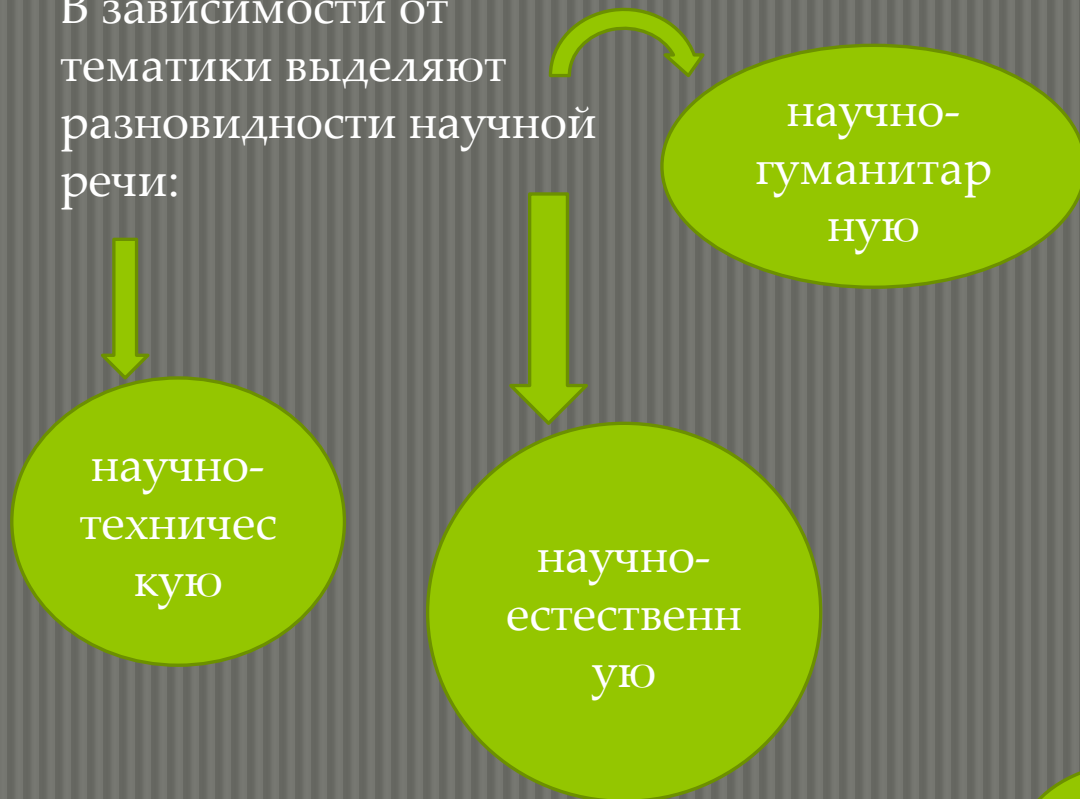 В зависимости от
тематики выделяют
разновидности научной
речи:
научно-
гуманитар
ную
научно-
техничес
кую
научно-
естественн
ую